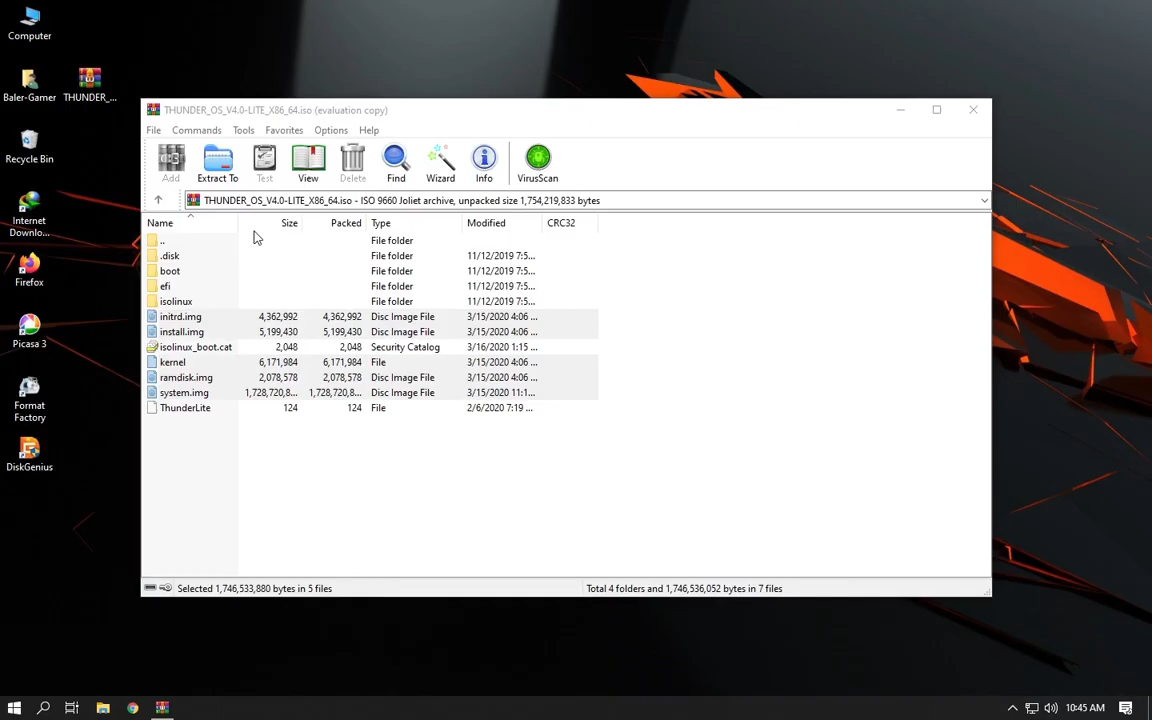 Computer
Baler-Gamer
THUNDER_...
Recycle Bin
Internet
Downlo...
Firefox
Picasa 3
Format
Factory
DiskGenius
THUNDER_OS_V4.0-LITE_X86_64.iso (evaluation copy)
File Commands Tools Favorites Options Help
Add Extract To Test View Delete Find Wizard Info VirusScan
THUNDER_OS_V4.0-LITE_X86_64.iso - ISO 9660 Joliet archive, unpacked size 1,754,219,833 bytes
Name Size Packed Type Modified CRC32
.. File folder
.disk File folder 11/12/2019 7:5...
boot File folder 11/12/2019 7:5...
efi File folder 11/12/2019 7:5...
isolinux File folder 11/12/2019 7:5...
initrd.img 4,362,992 4,362,992 Disc Image File 3/15/2020 4:06 ...
install.img 5,199,430 5,199,430 Disc Image File 3/15/2020 4:06 ...
isolinux_boot.cat 2,048 2,048 Security Catalog 3/16/2020 1:15 ...
kernel 6,171,984 6,171,984 File 3/15/2020 4:06 ...
ramdisk.img 2,078,578 2,078,578 Disc Image File 3/15/2020 4:06 ...
system.img 1,728,720,8... 1,728,720,8... Disc Image File 3/15/2020 11:1...
ThunderLite 124 124 File 2/6/2020 7:19 ...
Selected 1,746,533,880 bytes in 5 files
Total 4 folders and 1,746,536,052 bytes in 7 files
10:45 AM